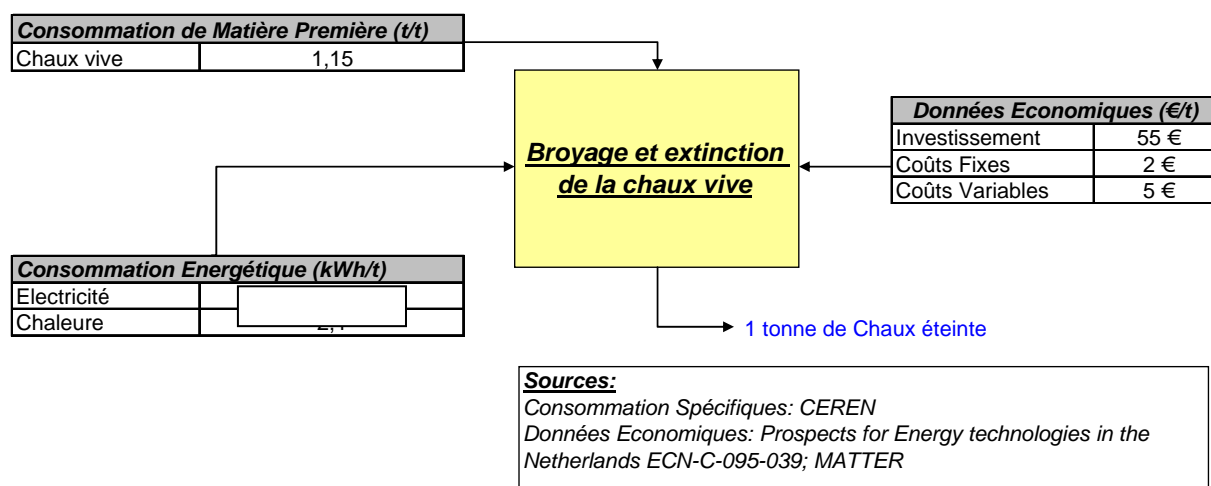 Consommation de Matière Première (t/t)
Chaux vive 1,15
Broyage et extinction
de la chaux vive
Données Economiques (€/t)
Investissement 55 €
Coûts Fixes 2 €
Coûts Variables 5 €
Consommation Energétique (kWh/t)
Electricité
Chaleure
1 tonne de Chaux éteinte
Sources:
Consommation Spécifiques: CEREN
Données Economiques: Prospects for Energy technologies in the
Netherlands ECN-C-095-039; MATTER